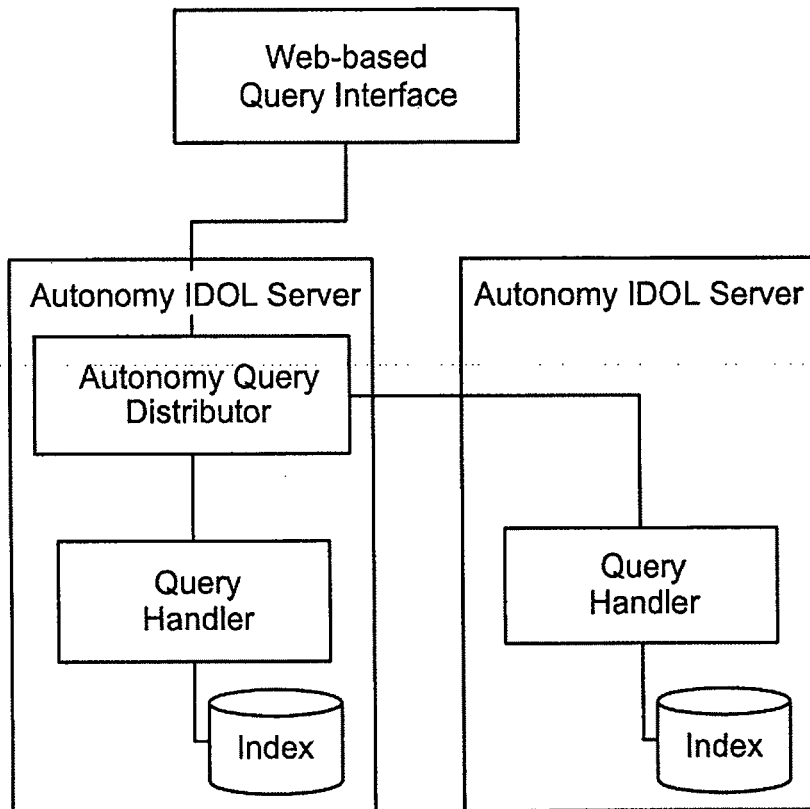 Web-based
Query Interface
Autonomy IDOL Server
Autonomy IDOL Server
Autonomy Query
Distributor
Query
Handler
Query
Handler
Index
Index